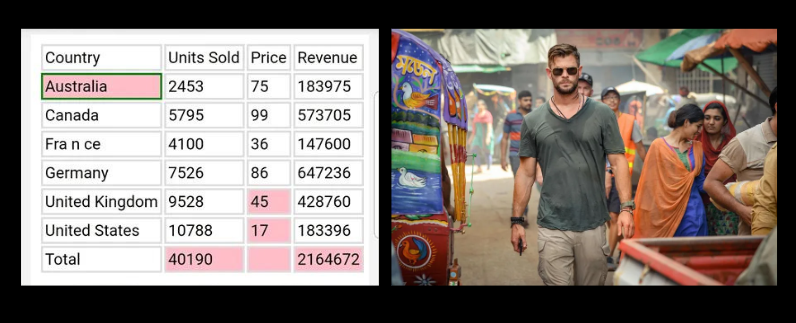 Country Units Sold Price Revenue
Australia 2453 75 183975
Canada 5795 99 573705
Fra n ce 4100 36 147600
Germany 7526 86 647236
United Kingdom 9528 45 428760
United States 10788 17 183396
Total 40190 2164672
মডেল